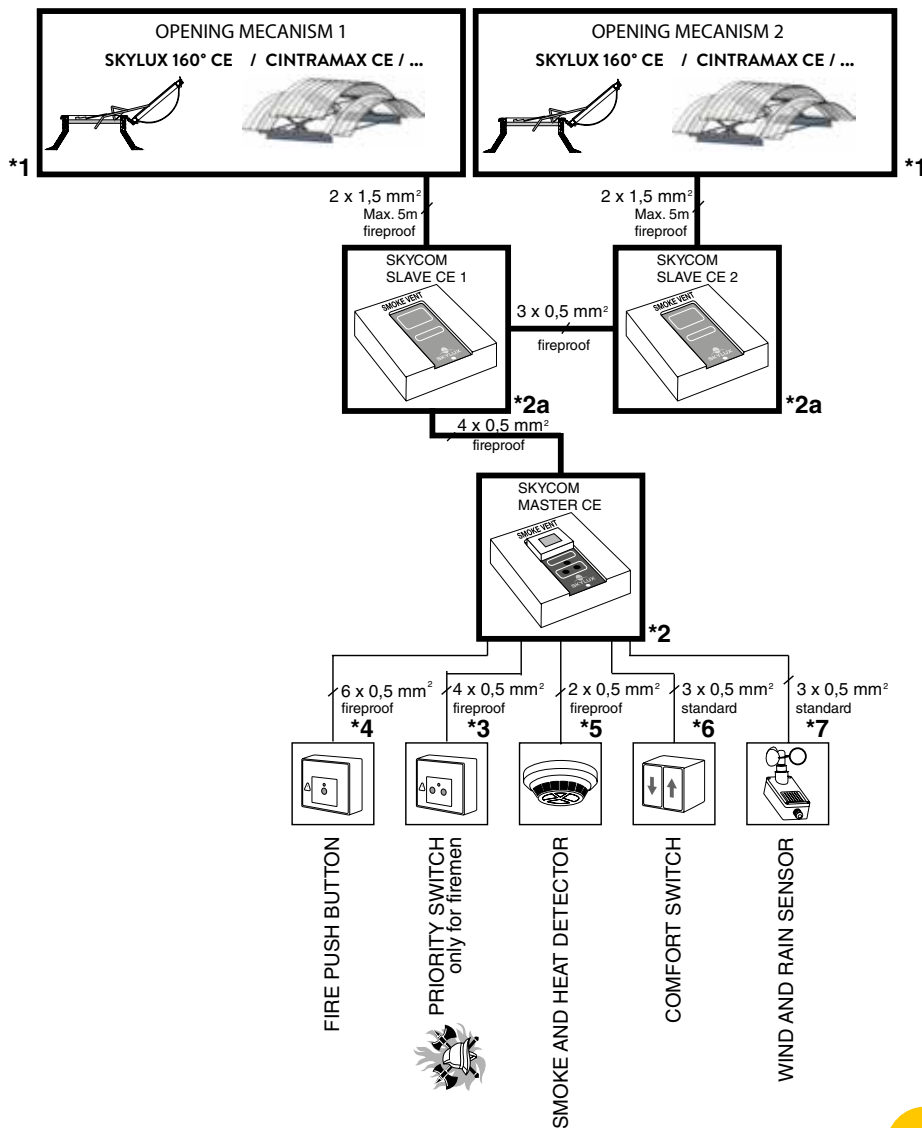 OPENING MECANISM 1
SKYLUX 160° CE / CINTRAMAX CE / ...
*1
OPENING MECANISM 2
SKYLUX 160° CE / CINTRAMAX CE / ...
*1
2 x 1,5 mm²
Max. 5m
fireproof
2 x 1,5 mm²
Max. 5m
fireproof
SKYCOM
SLAVE CE 1
SMOKE VENT
SKYLUX
*2a
3 x 0,5 mm²
fireproof
SKYCOM
SLAVE CE 2
SMOKE VENT
SKYLUX
*2a
4 x 0,5 mm²
fireproof
SKYCOM
MASTER CE
SMOKE VENT
SKYLUX
*2
6 x 0,5 mm²
fireproof
*4
4 x 0,5 mm²
fireproof
*3
2 x 0,5 mm²
fireproof
*5
3 x 0,5 mm²
standard
*6
3 x 0,5 mm²
standard
*7
FIRE PUSH BUTTON
PRIORITY SWITCH
only for firemen
SMOKE AND HEAT DETECTOR
COMFORT SWITCH
WIND AND RAIN SENSOR